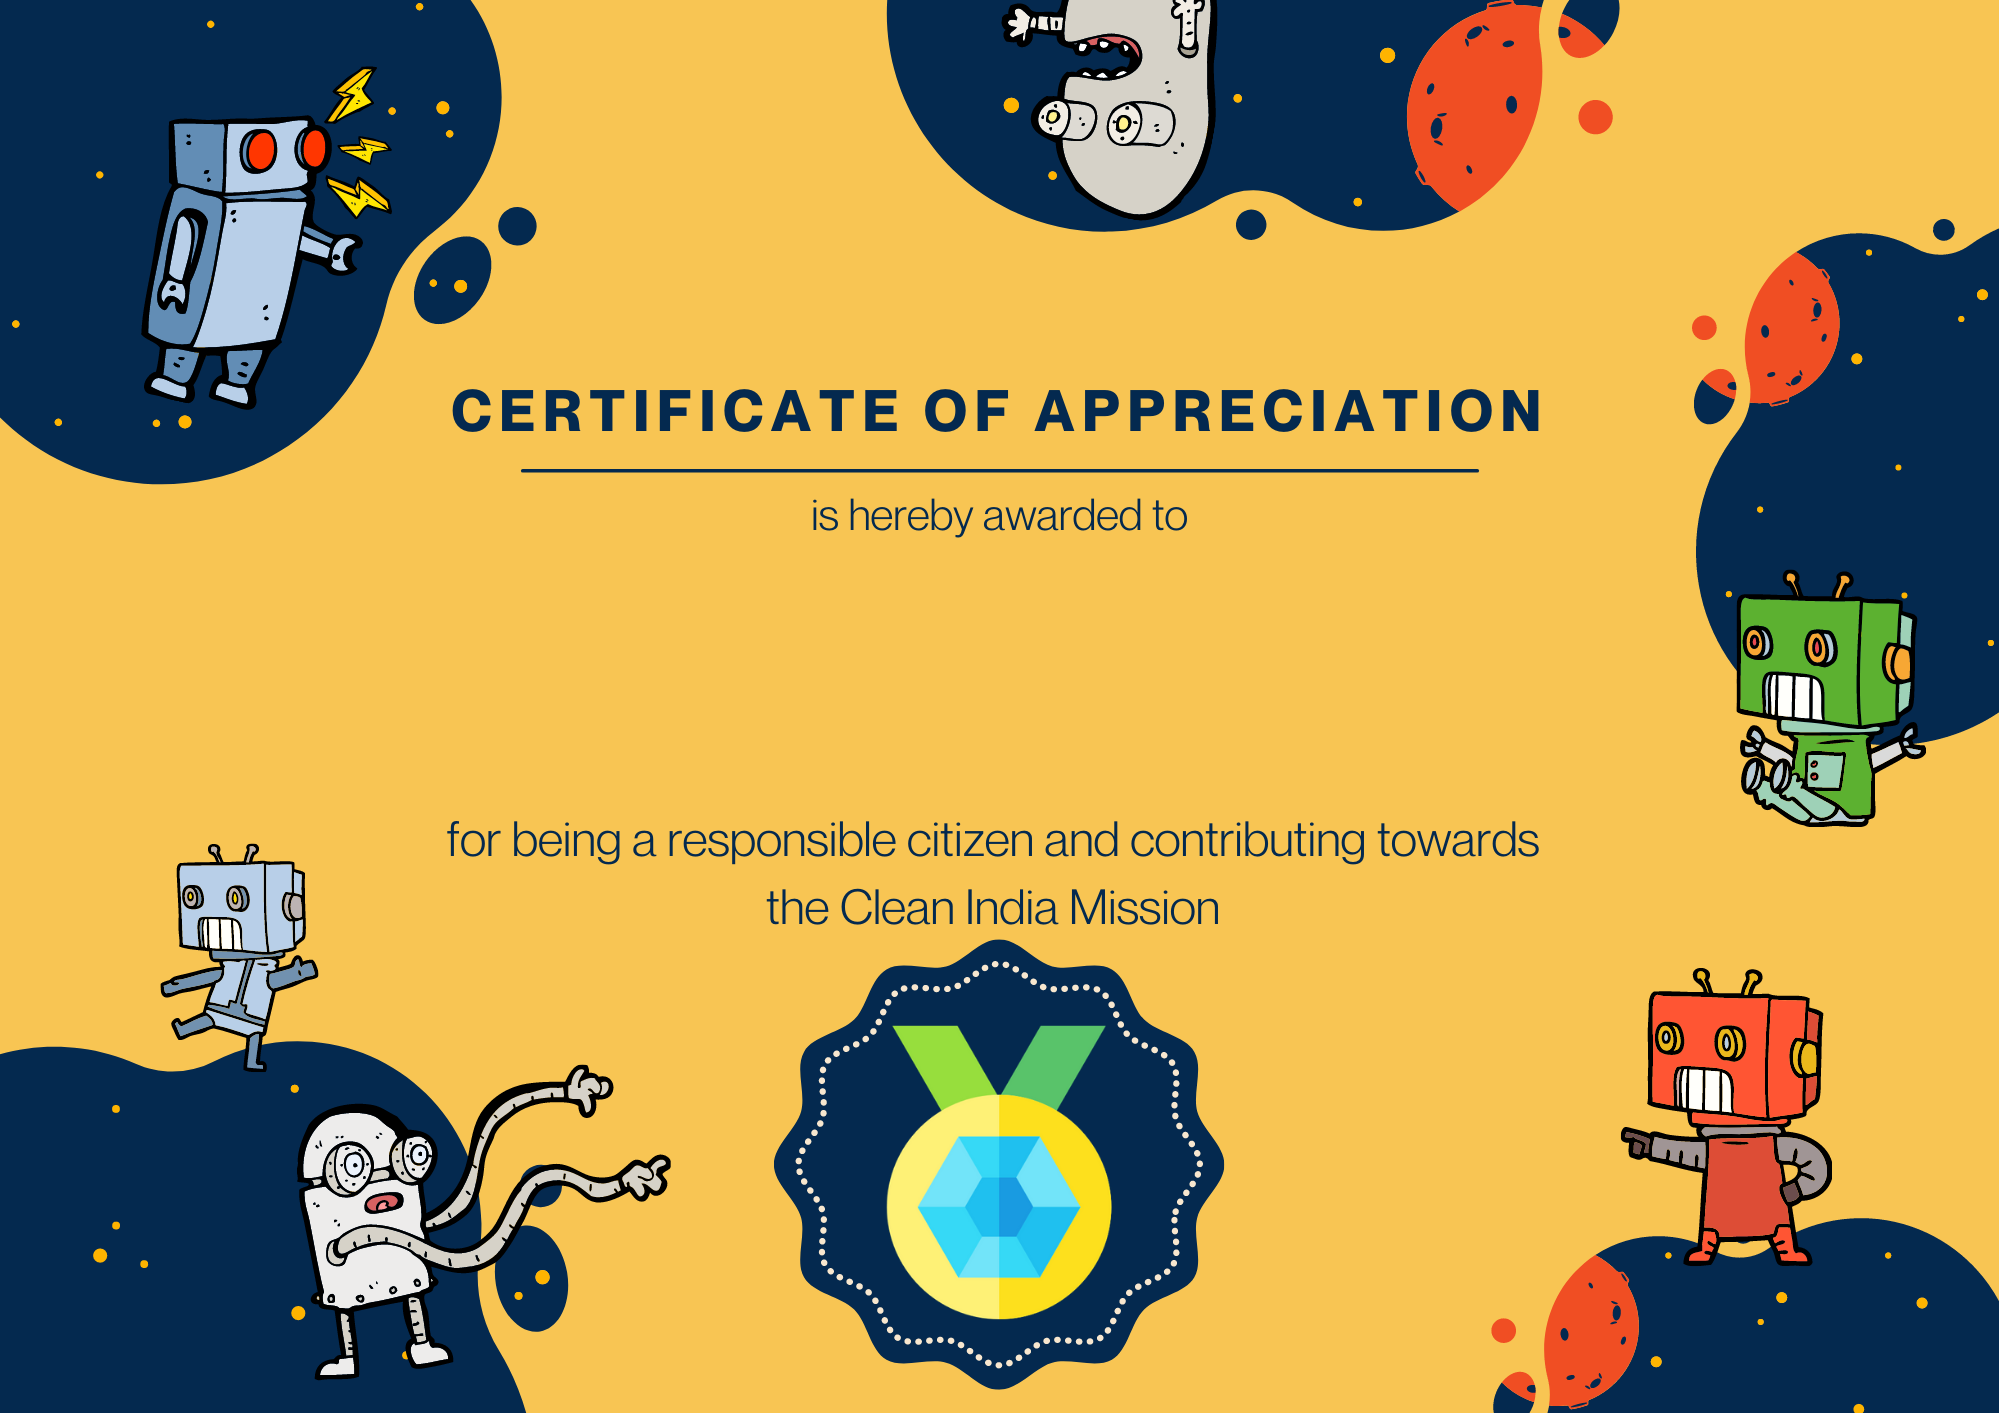 CERTIFICATE OF APPRECIATION
is hereby awarded to
for being a responsible citizen and contributing towards
the Clean India Mission